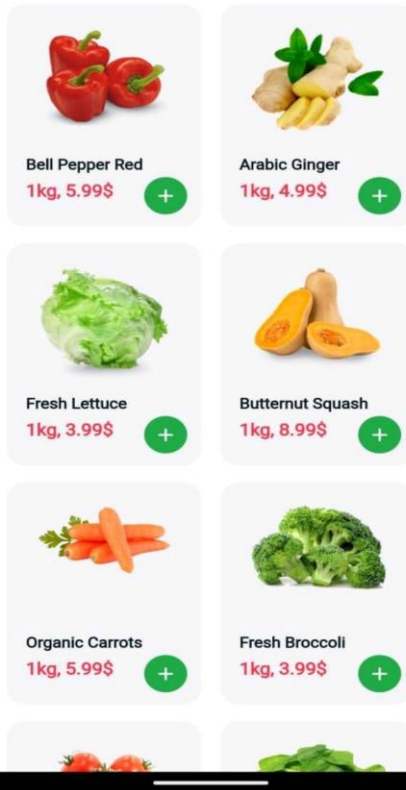 Bell Pepper Red
1kg, 5.99$
+
Arabic Ginger
1kg, 4.99$
+
Fresh Lettuce
1kg, 3.99$
+
Butternut Squash
1kg, 8.99$
+
Organic Carrots
1kg, 5.99$
+
Fresh Broccoli
1kg, 3.99$
+